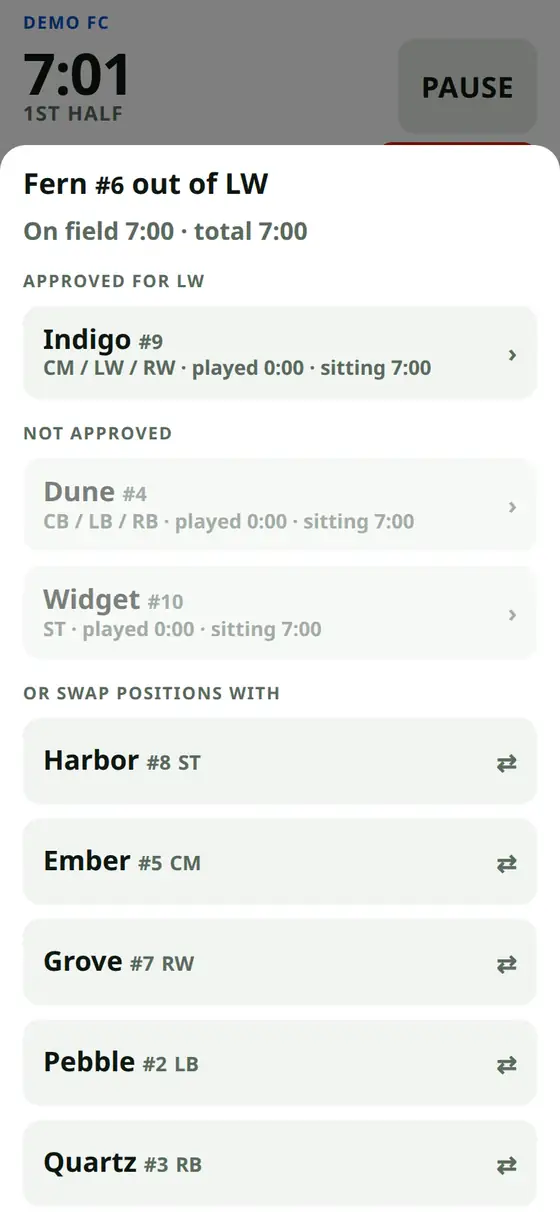 DEMO FC
7:01
1ST HALF
PAUSE
Fern #6 out of LW
On field 7:00 · total 7:00
APPROVED FOR LW
Indigo #9
CM / LW / RW · played 0:00 · sitting 7:00
›
NOT APPROVED
Dune #4
CB / LB / RB · played 0:00 · sitting 7:00
›
Widget #10
ST · played 0:00 · sitting 7:00
›
OR SWAP POSITIONS WITH
Harbor #8 ST ⇄
Ember #5 CM ⇄
Grove #7 RW ⇄
Pebble #2 LB ⇄
Quartz #3 RB ⇄